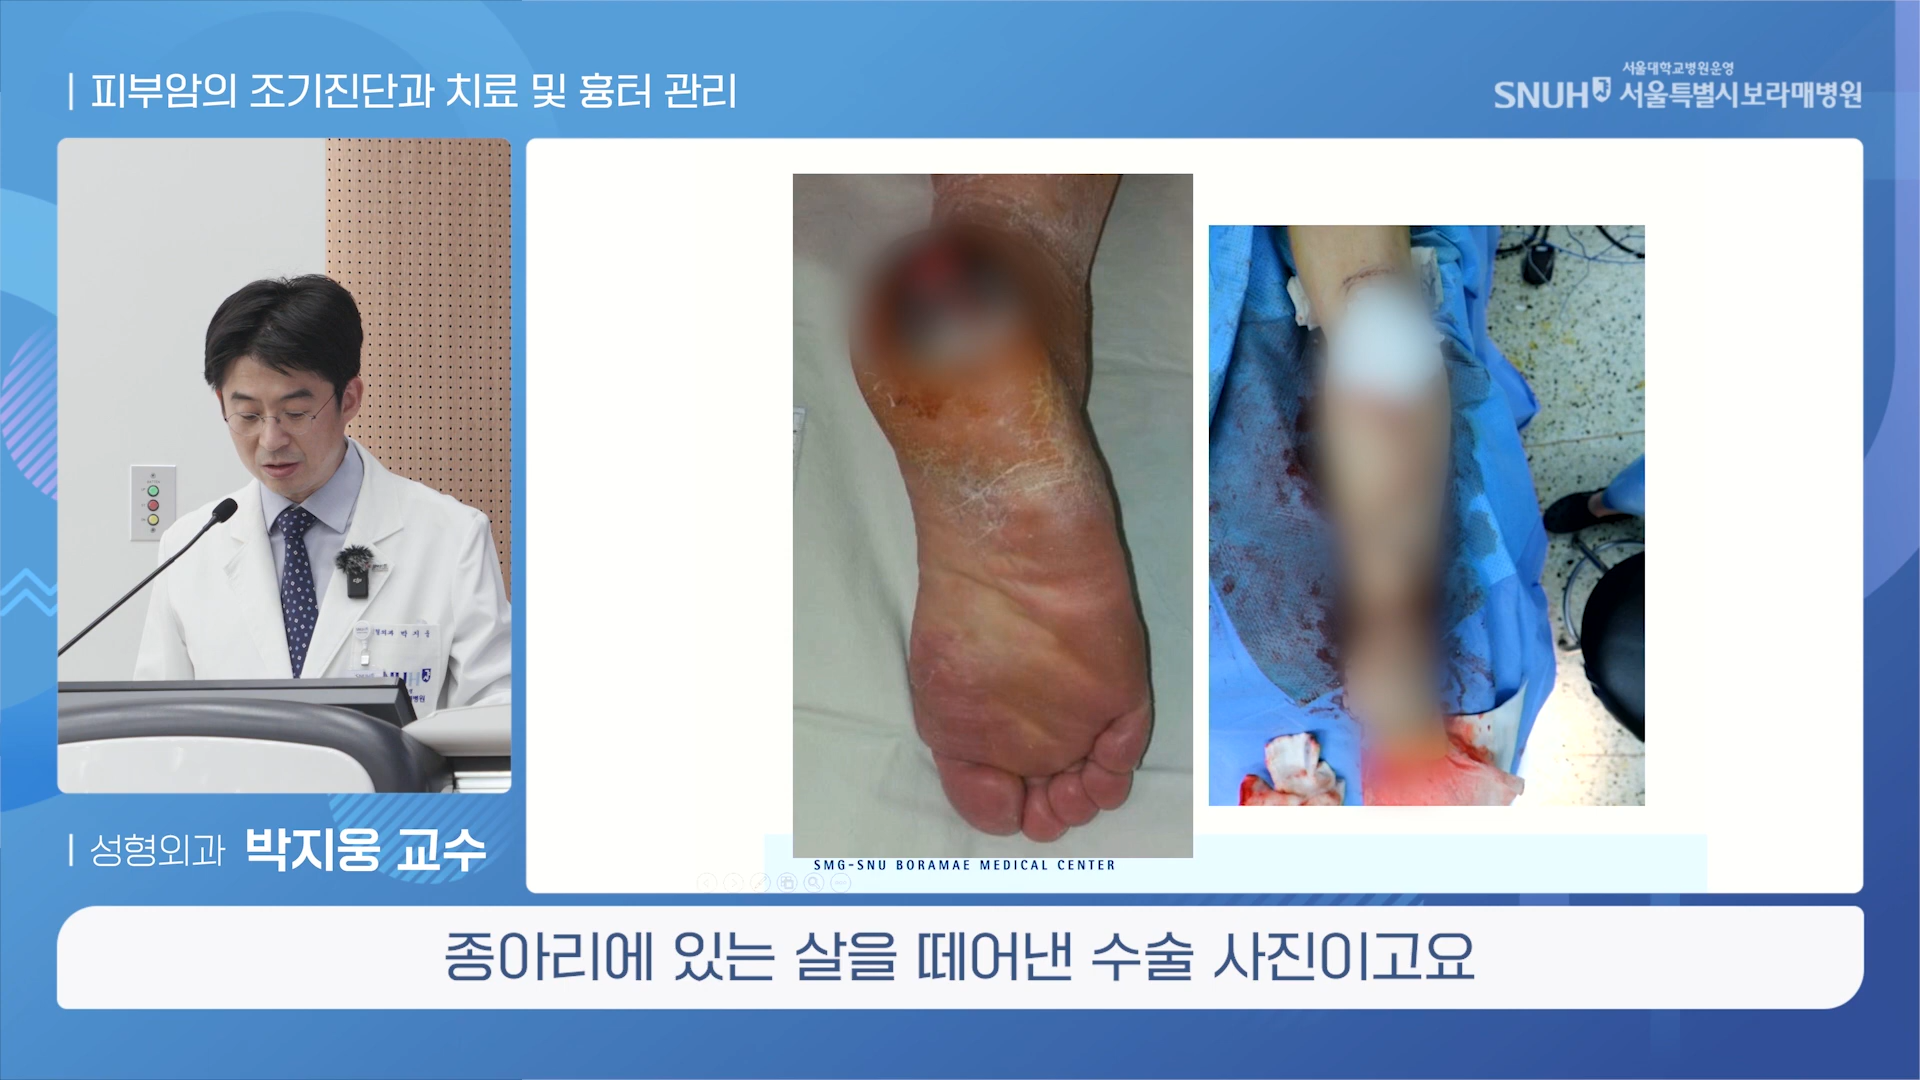 피부암의 조기진단과 치료 및 흉터 관리
서울대학교병원운영
SNUH 서울특별시보라매병원
SNUH
SMG-SNU BORAMAE MEDICAL CENTER
성형외과 박지웅 교수
종아리에 있는 살을 떼어낸 수술 사진이고요